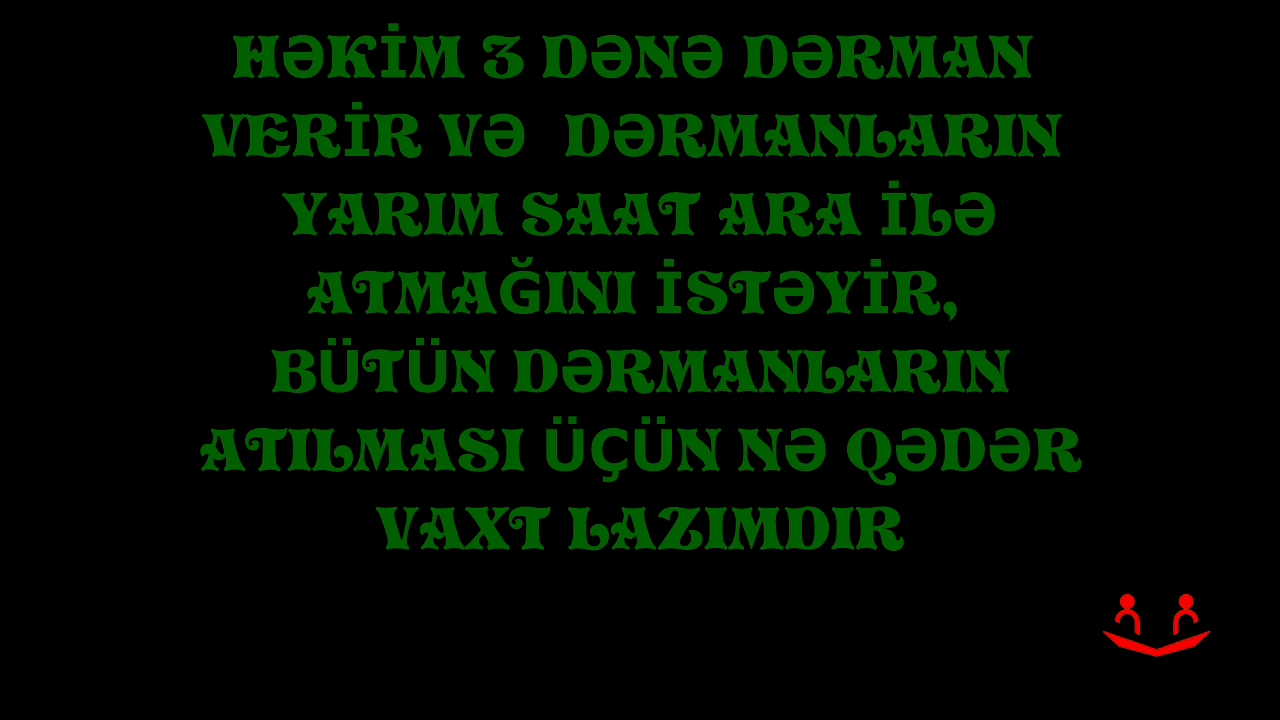 HƏKİM 3 DƏNƏ DƏRMAN
VERİR VƏ  DƏRMANLARIN
YARIM SAAT ARA İLƏ
ATMAĞINI İSTƏYİR,
BÜTÜN DƏRMANLARIN
ATILMASI ÜÇÜN NƏ QƏDƏR
VAXT LAZIMDIR